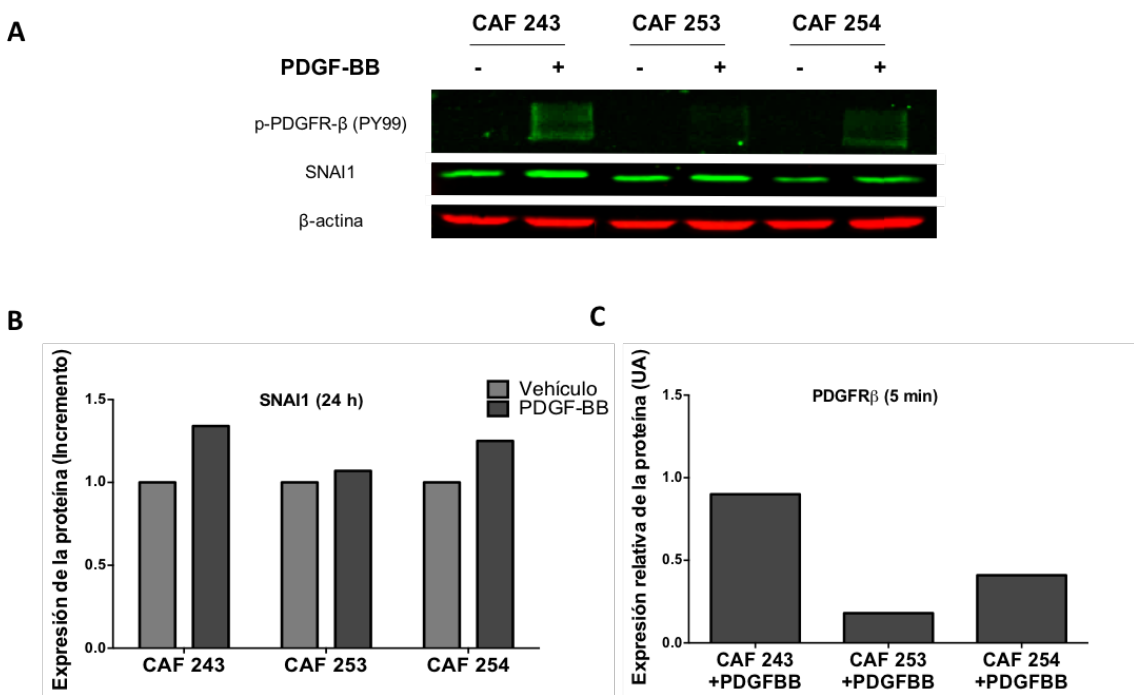 A
CAF 243 CAF 253 CAF 254
PDGF-BB - + - + - +
p-PDGFR-β (PY99)
SNAI1
β-actina
B
Expresión de la proteína (Incremento)
SNAI1 (24 h)
Vehículo
PDGF-BB
1.5
1.0
0.5
0.0
CAF 243 CAF 253 CAF 254
C
Expresión relativa de la proteína (UA)
PDGFRβ (5 min)
1.5
1.0
0.5
0.0
CAF 243 CAF 253 CAF 254
+PDGFBB +PDGFBB +PDGFBB